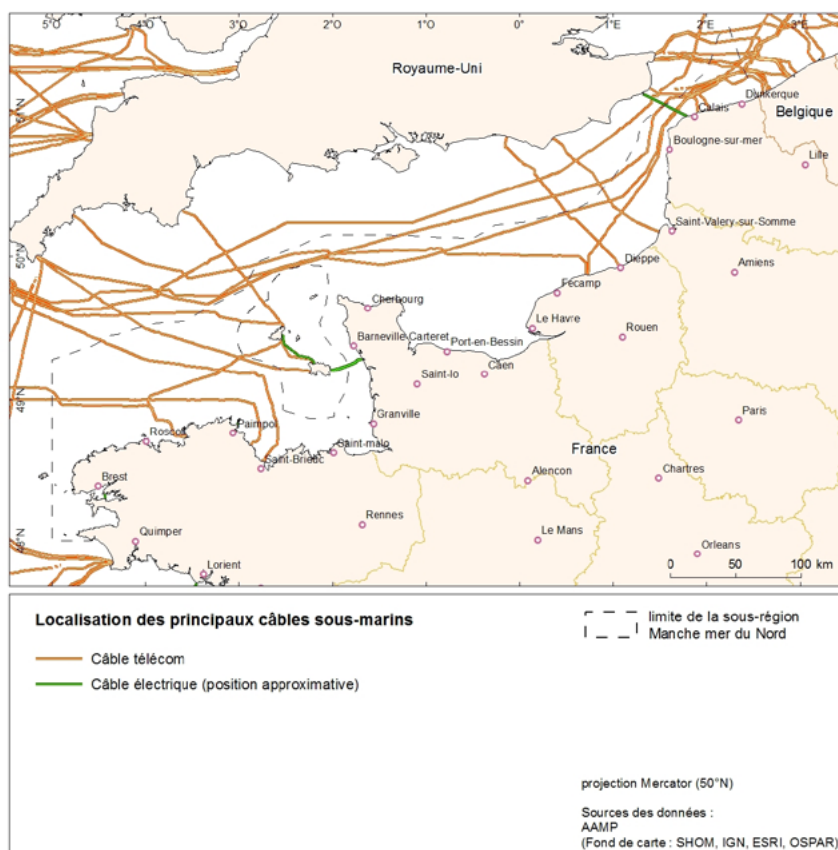 5°O 4°O 3°O 2°O 1°O 0°E 1°E 2°E 3°E
Royaume-Uni
51°N
Dunkerque
Calais
Belgique
Boulogne-sur-mer
Lille
Saint-Valery-sur-Somme
50°N
Dieppe
Amiens
Fecamp
Cherbourg
Le Havre
Barneville Carteret
Port-en-Bessin
Rouen
Caen
Saint-lo
49°N
Paris
Granville
Roscof
Paimpol
Saint-malo
France
Saint-Brieuc
Brest
Alencon
Chartres
Rennes
Quimper
Le Mans
48°N
Orleans
Lorient
0 50 100 km
Localisation des principaux câbles sous-marins
limite de la sous-région
Manche mer du Nord
Câble télécom
Câble électrique (position approximative)
projection Mercator (50°N)
Sources des données :
AAMP
(Fond de carte : SHOM, IGN, ESRI, OSPAR)